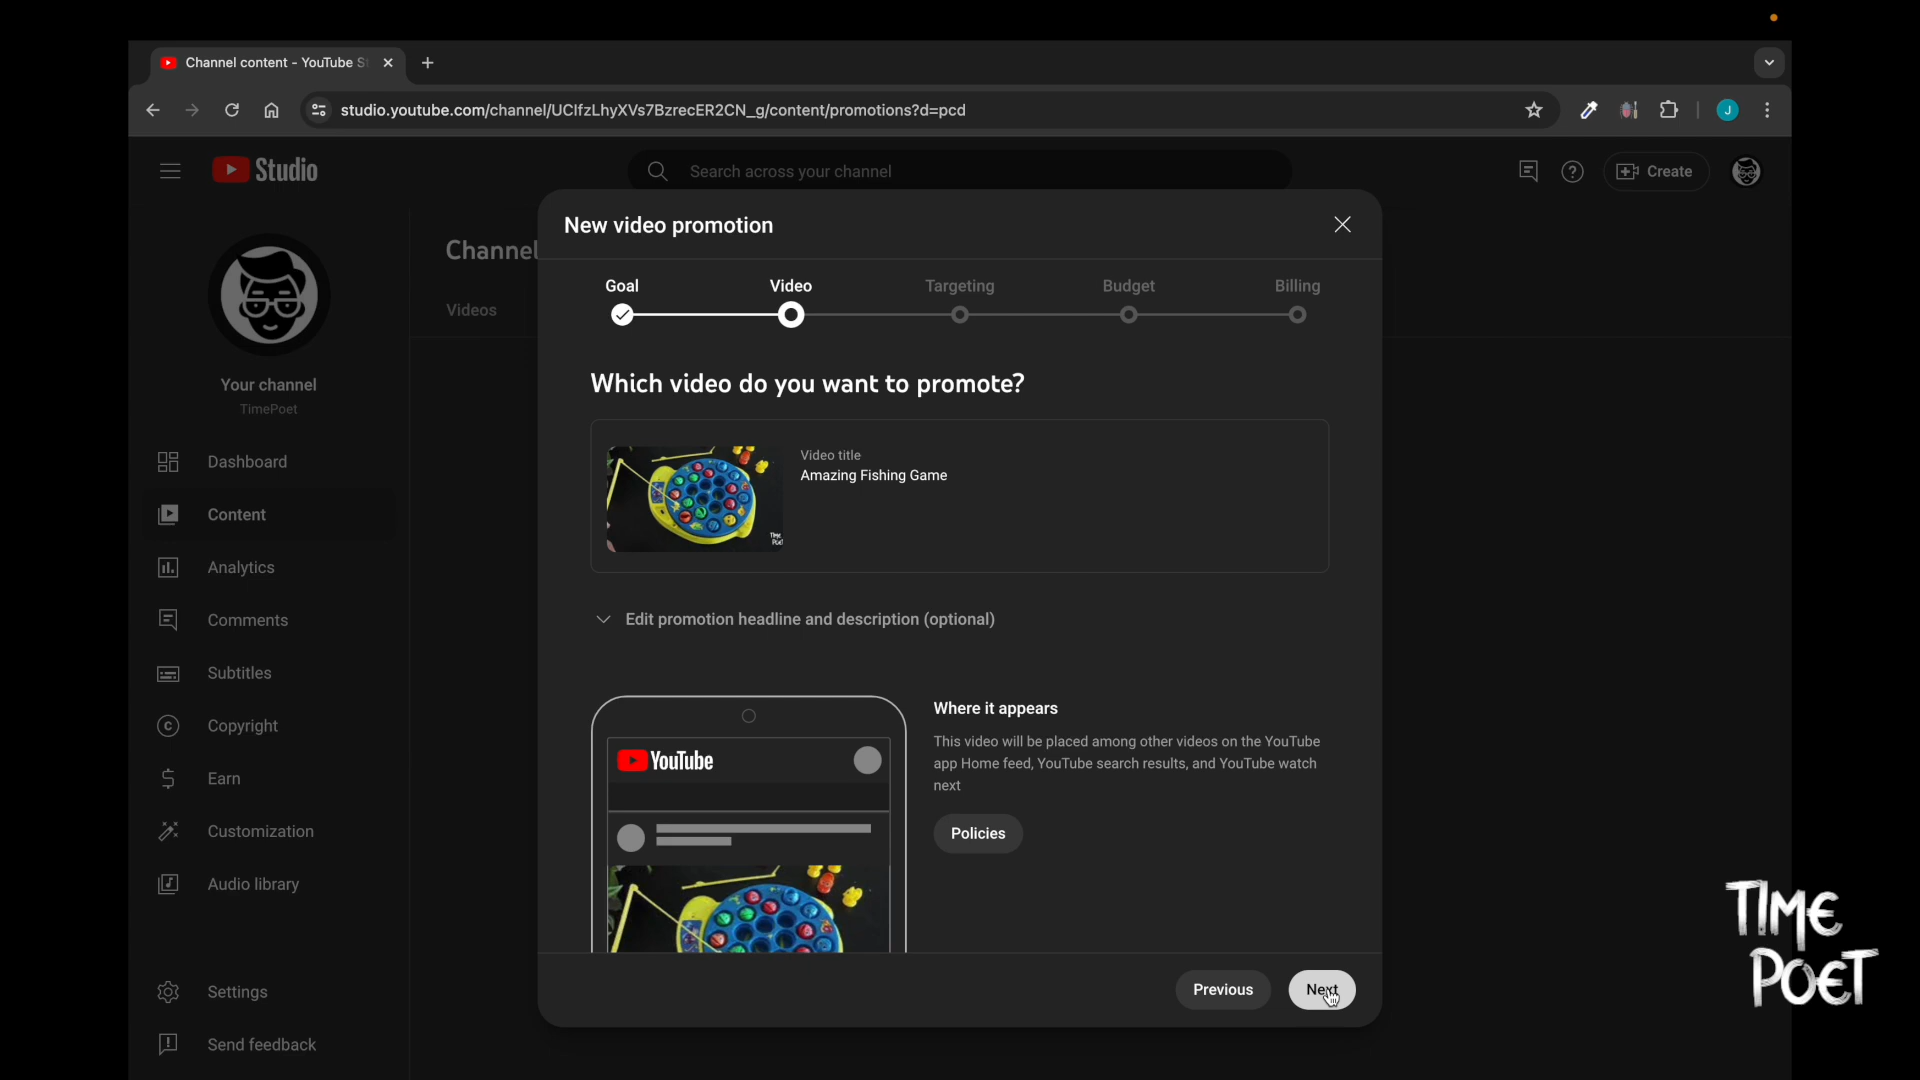 Channel content - YouTube S
studio.youtube.com/channel/UCIfzLhyXVs7BzrecER2CN_g/content/promotions?d=pcd
J
Studio
Search across your channel
Create
New video promotion
Channel
Goal
Video
Targeting
Budget
Billing
Videos
Which video do you want to promote?
Your channel
TimePoet
Video title
Amazing Fishing Game
TIME
POET
Dashboard
Content
Analytics
Comments
Subtitles
Copyright
Earn
Customization
Audio library
Settings
Send feedback
Edit promotion headline and description (optional)
YouTube
Where it appears
This video will be placed among other videos on the YouTube
app Home feed, YouTube search results, and YouTube watch
next
Policies
Previous
Next
TIME
POET